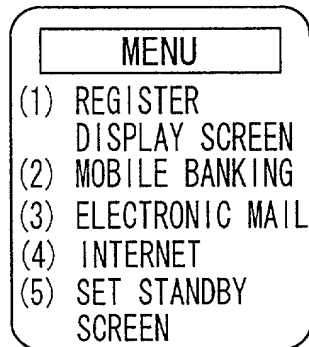 MENU
(1) REGISTER
DISPLAY SCREEN
(2) MOBILE BANKING
(3) ELECTRONIC MAIL
(4) INTERNET
(5) SET STANDBY
SCREEN